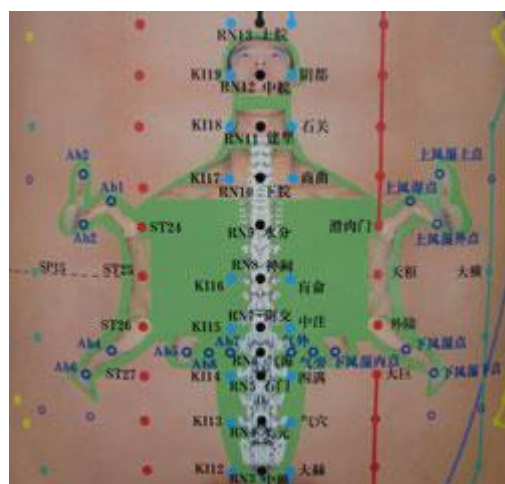 RN13 上脘
KI19 阴都
RN12 中脘
KI18 石关
RN11 建里
Ab2 KI17 商曲 上风湿上点
Ab1 RN10 下脘 上风湿点
Ab2 ST24 RN9 水分 滑肉门 上风湿外点
SP15 ST25 RN8 神阙 天枢 大横
KI16 肓俞
ST26 KI15 RN7 阴交 中注 外陵
Ab4 Ab5 Ab7 气外 下风湿点
Ab6 Ab8 气海 气旁 下风湿内点 下风湿下点
ST27 KI14 RN5 石门 四满 大巨
KI13 RN4 关元 气穴
KI12 RN3 中极 大赫